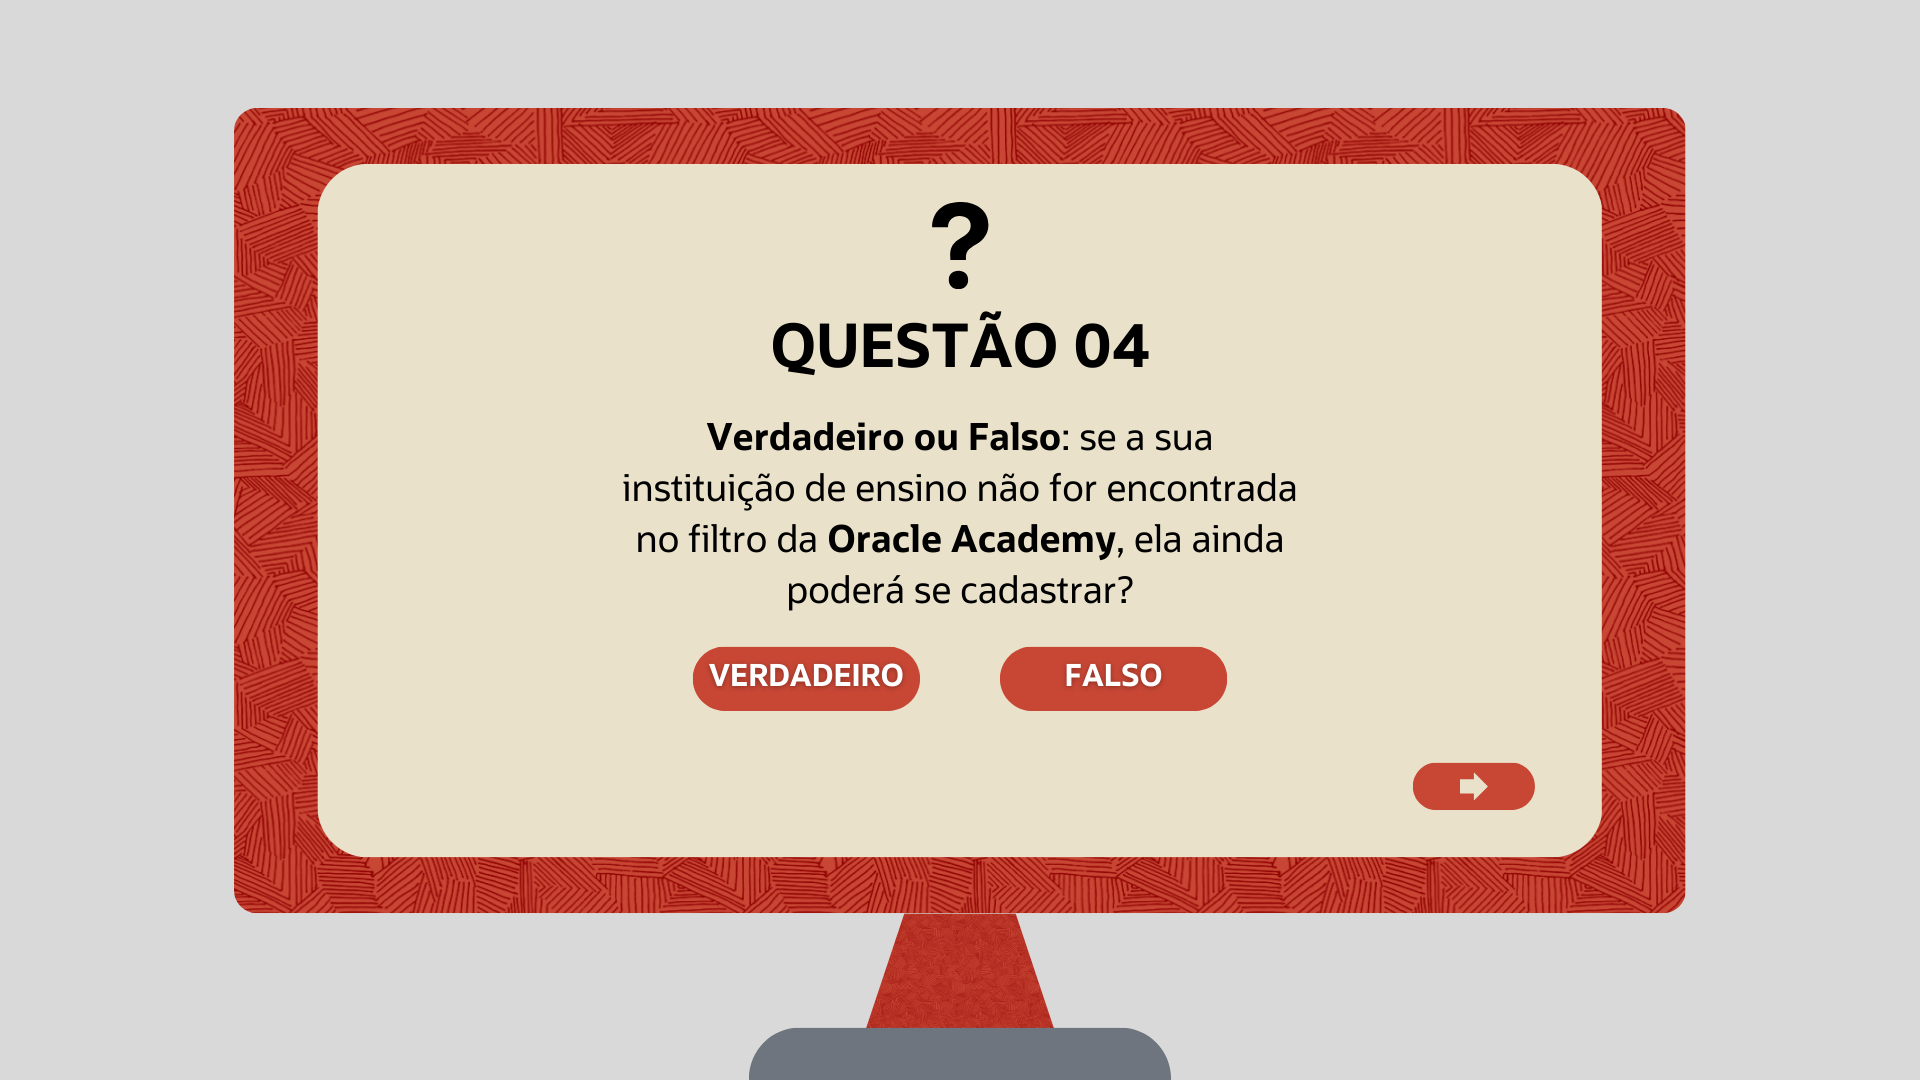 ?
QUESTÃO 04
Verdadeiro ou Falso: se a sua
instituição de ensino não for encontrada
no filtro da Oracle Academy, ela ainda
poderá se cadastrar?
VERDADEIRO
FALSO